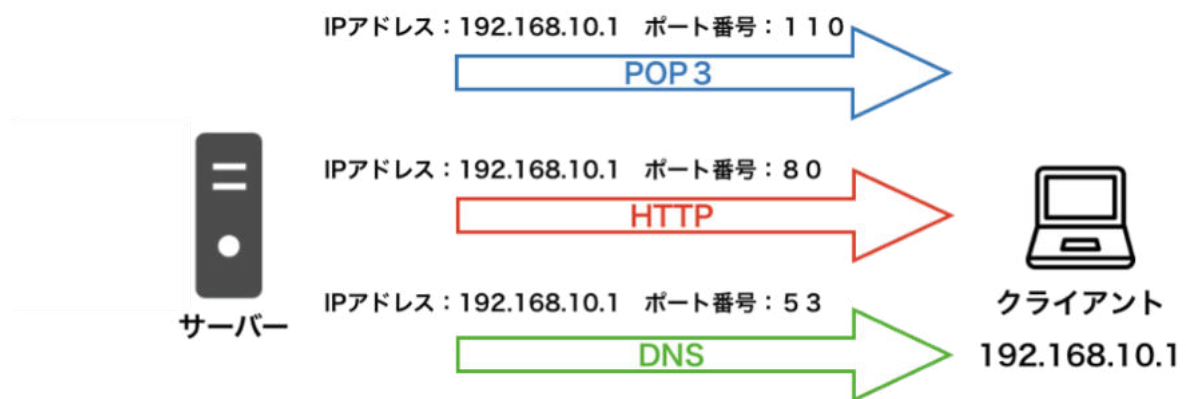 IPアドレス：192.168.10.1　ポート番号：１１０
POP３
IPアドレス：192.168.10.1　ポート番号：８０
HTTP
IPアドレス：192.168.10.1　ポート番号：５３
DNS
サーバー
クライアント
192.168.10.1